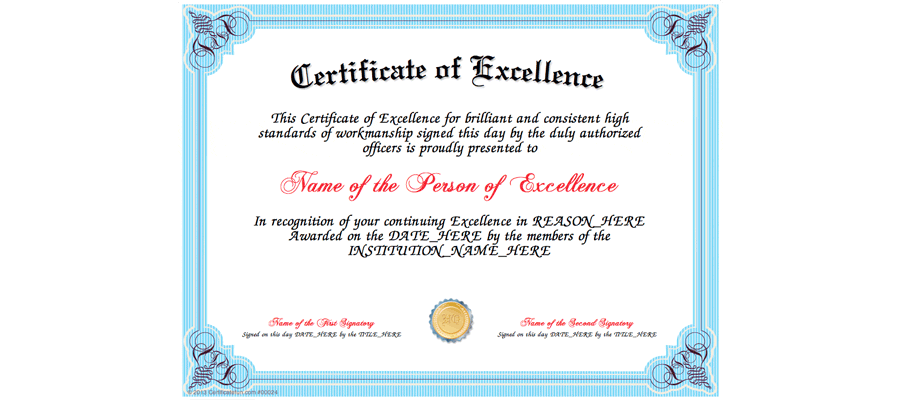 Certificate of Excellence
This Certificate of Excellence for brilliant and consistent high
standards of workmanship signed this day by the duly authorized
officers is proudly presented to
Name of the Person of Excellence
In recognition of your continuing Excellence in REASON_HERE
Awarded on the DATE_HERE by the members of the
INSTITUTION_NAME_HERE
Name of the First Signatory
Signed on this day DATE_HERE by the TITLE_HERE
Name of the Second Signatory
Signed on this day DATE_HERE by the TITLE_HERE
© 2013 Certificatefun.com #00024